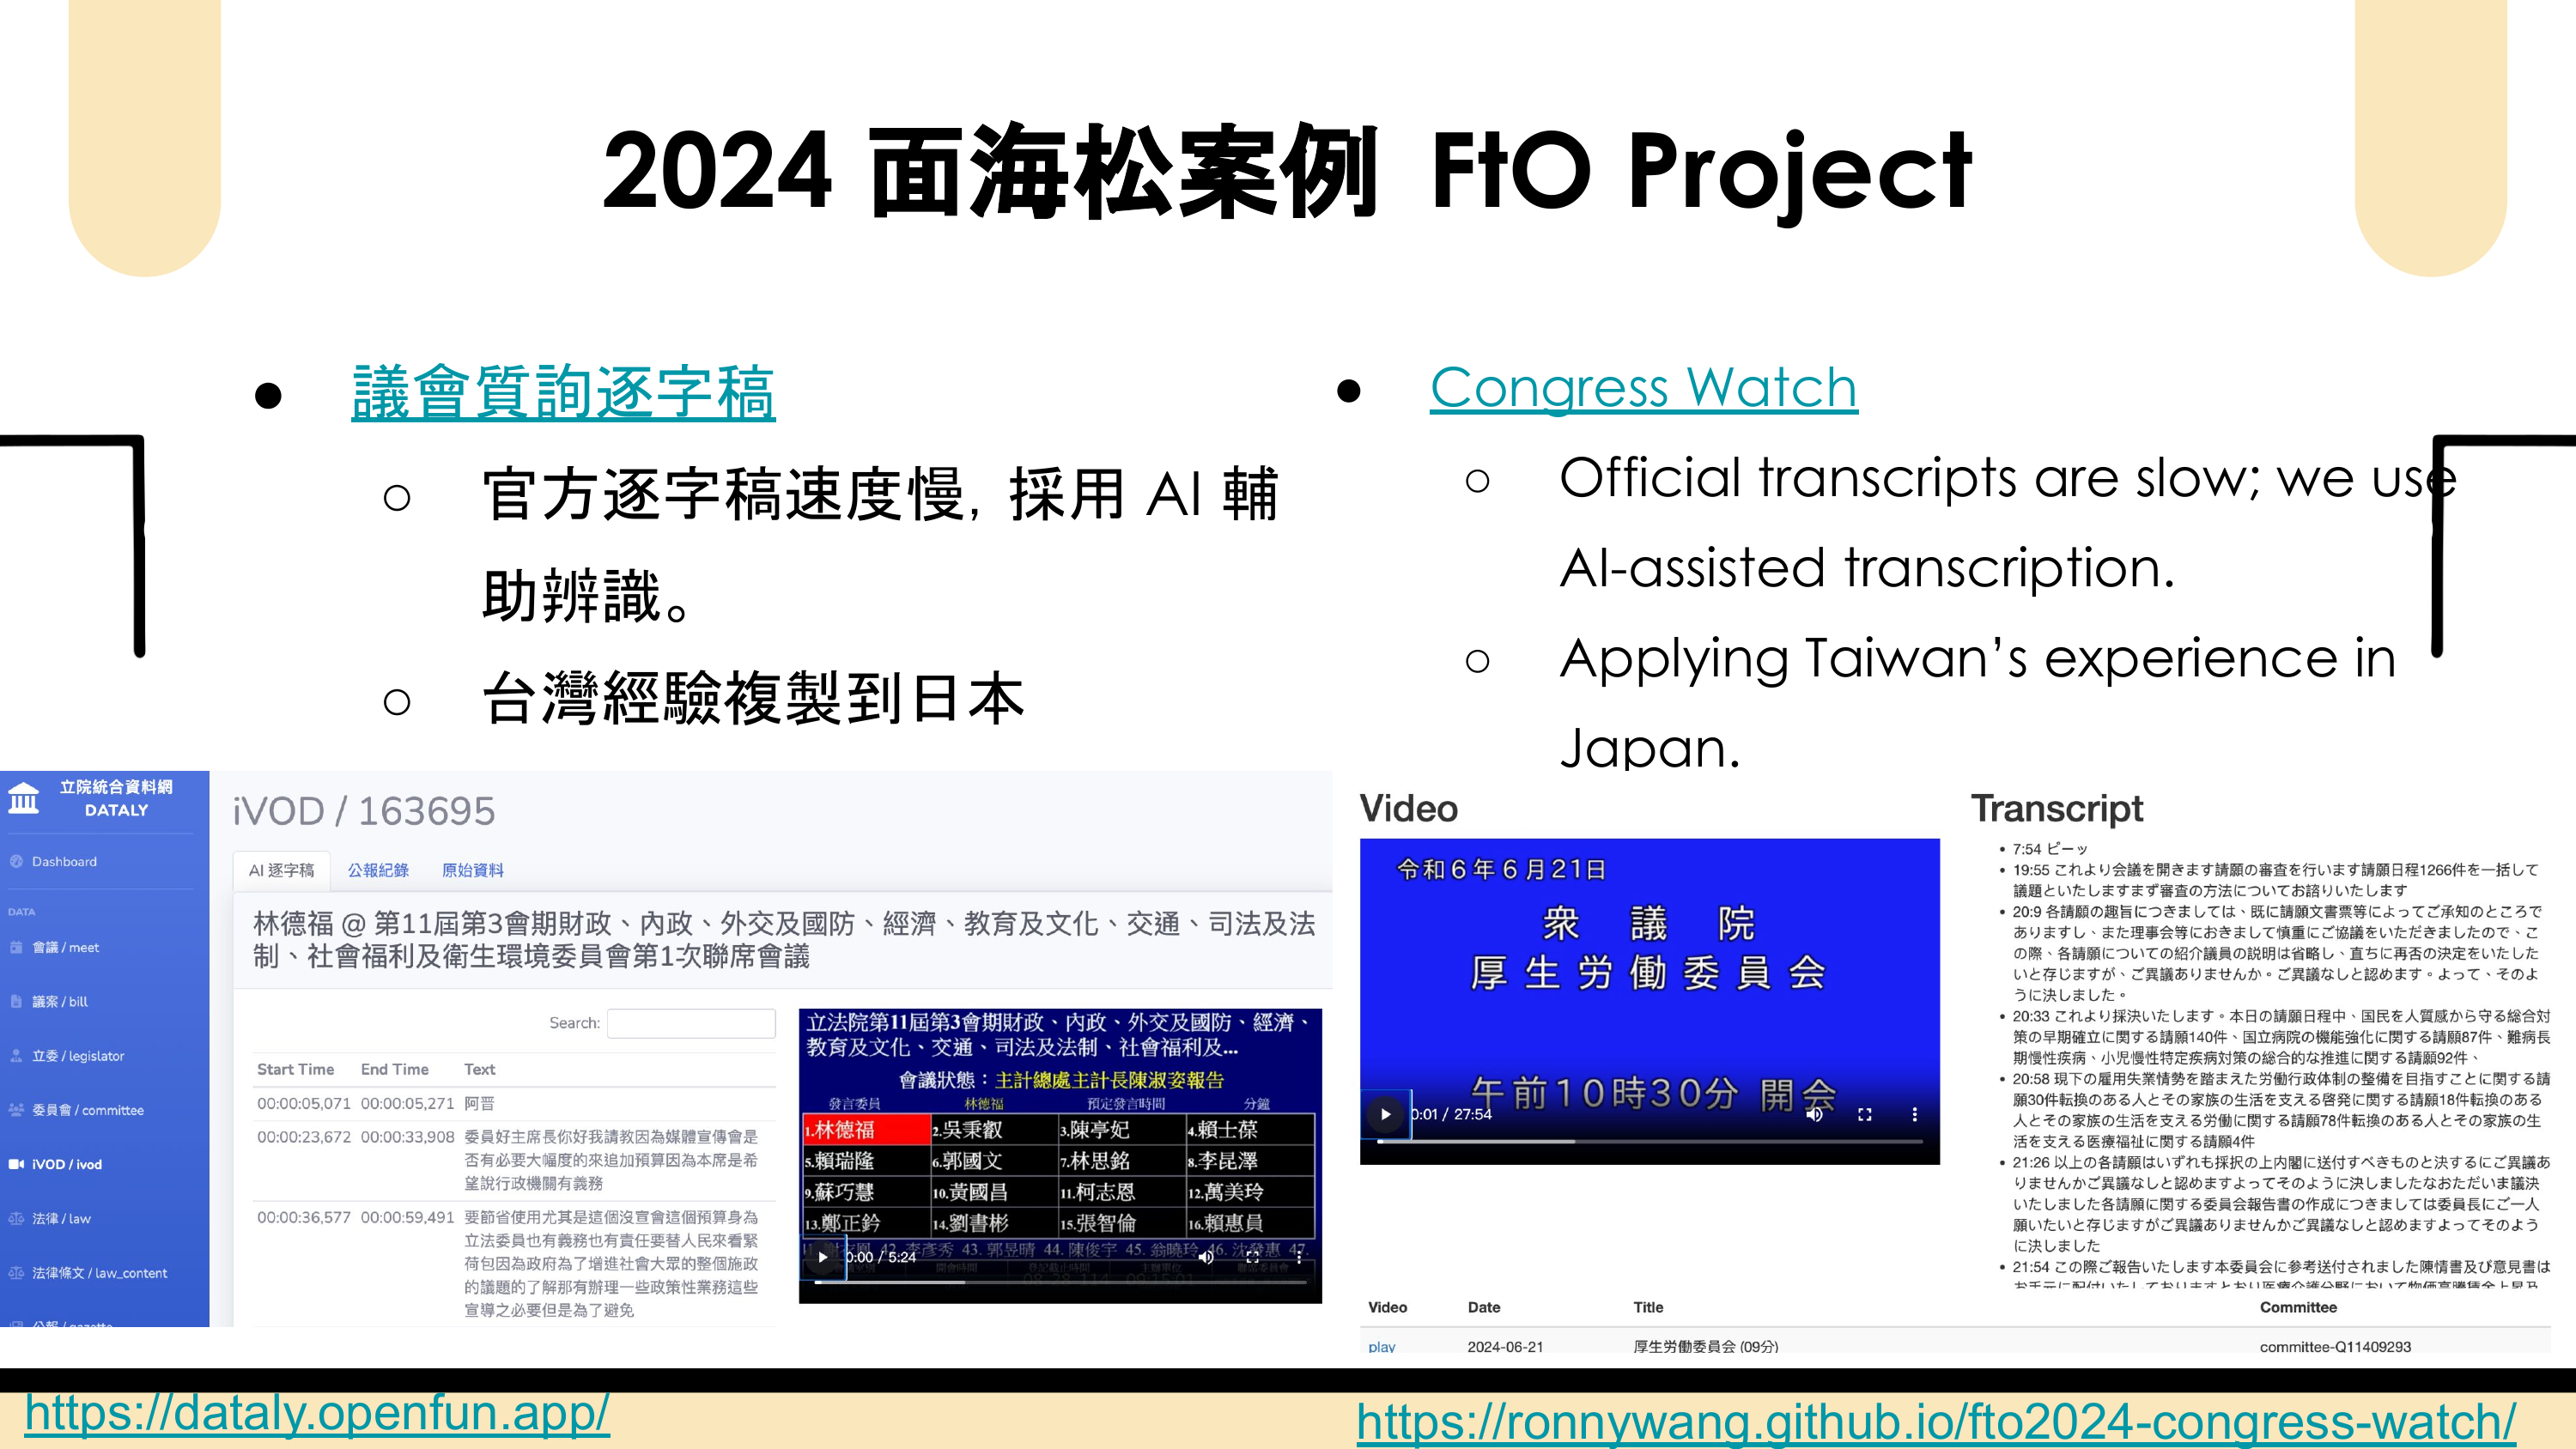 2024 面海松案例 FtO Project
議會質詢逐字稿
官方逐字稿速度慢，採用 AI 輔
助辨識。
台灣經驗複製到日本
Congress Watch
Official transcripts are slow; we use
AI-assisted transcription.
Applying Taiwan’s experience in
Japan.
立院統合資料網
DATALY
Dashboard
DATA
會議 / meet
議案 / bill
立委 / legislator
委員會 / committee
iVOD / ivod
法律 / law
法律條文 / law_content
公報 / gazette
iVOD / 163695
AI 逐字稿 公報紀錄 原始資料
林德福 @ 第11屆第3會期財政、內政、外交及國防、經濟、教育及文化、交通、司法及法
制、社會福利及衛生環境委員會第1次聯席會議
Search:
Start Time End Time Text
00:00:05,071 00:00:05,271 阿晋
00:00:23,672 00:00:33,908 委員好主席長你好我請教因為媒體宣傳會是
否有必要大幅度的來追加預算因為本席是希
望說行政機關有義務
00:00:36,577 00:00:59,491 要節省使用尤其是這個沒宣會這個預算身為
立法委員也有義務也有責任要替人民來看緊
荷包因為政府為了增進社會大眾的整個施政
的議題的了解那有辦理一些政策性業務這些
宣導之必要但是為了避免
立法院第11屆第3會期財政、內政、外交及國防、經濟、
教育及文化、交通、司法及法制、社會福利及...
會議狀態：主計總處主計長陳淑姿報告
發言委員 林德福 預定發言時間 分鐘
1.林德福 2.吳秉叡 3.陳亭妃 4.賴士葆
5.賴瑞隆 6.郭國文 7.林思銘 8.李昆澤
9.蘇巧慧 10.黃國昌 11.柯志恩 12.萬美玲
13.鄭正鈐 14.劉書彬 15.張智倫 16.賴惠員
42. 李彥秀 43. 郭昱晴 44. 陳俊宇 45. 翁曉玲 46. 沈發惠 47.
0:00 / 5:24
Video
令和6年6月21日
衆議院
厚生労働委員会
午前10時30分 開会
0:01 / 27:54
Transcript
7:54 ピーッ
19:55 これより会議を開きます請願の審査を行います請願日程1266件を一括して
議題といたしますまず審査の方法についてお諮りいたします
20:9 各請願の趣旨につきましては、既に請願文書票等によってご承知のところで
ありますし、また理事会等におきまして慎重にご協議をいただきましたので、こ
の際、各請願についての紹介議員の説明は省略し、直ちに再否の決定をいたした
いと存じますが、ご異議ありませんか。ご異議なしと認めます。よって、そのよ
うに決しました。
20:33 これより採決いたします。本日の請願日程中、国民を人質感から守る総合対
策の早期確立に関する請願140件、国立病院の機能強化に関する請願87件、難病長
期慢性疾病、小児慢性特定疾病対策の総合的な推進に関する請願92件、
20:58 現下の雇用失業情勢を踏まえた労働行政体制の整備を目指すことに関する請
願30件転換のある人とその家族の生活を支える啓発に関する請願18件転換のある
人とその家族の生活を支える労働に関する請願78件転換のある人とその家族の生
活を支える医療福祉に関する請願4件
21:26 以上の各請願はいずれも採択の上内閣に送付すべきものと決するにご異議あ
りませんかご異議なしと認めますよってそのように決しましたなおただいま議決
いたしました各請願に関する委員会報告書の作成につきましては委員長にご一人
願いたいと存じますがご異議ありませんかご異議なしと認めますよってそのよう
に決しました
21:54 この際ご報告いたします本委員会に参考送付されました陳情書及び意見書は
Video Date Title Committee
play 2024-06-21 厚生労働委員会 (09分) committee-Q11409293
https://dataly.openfun.app/
https://ronnywang.github.io/fto2024-congress-watch/